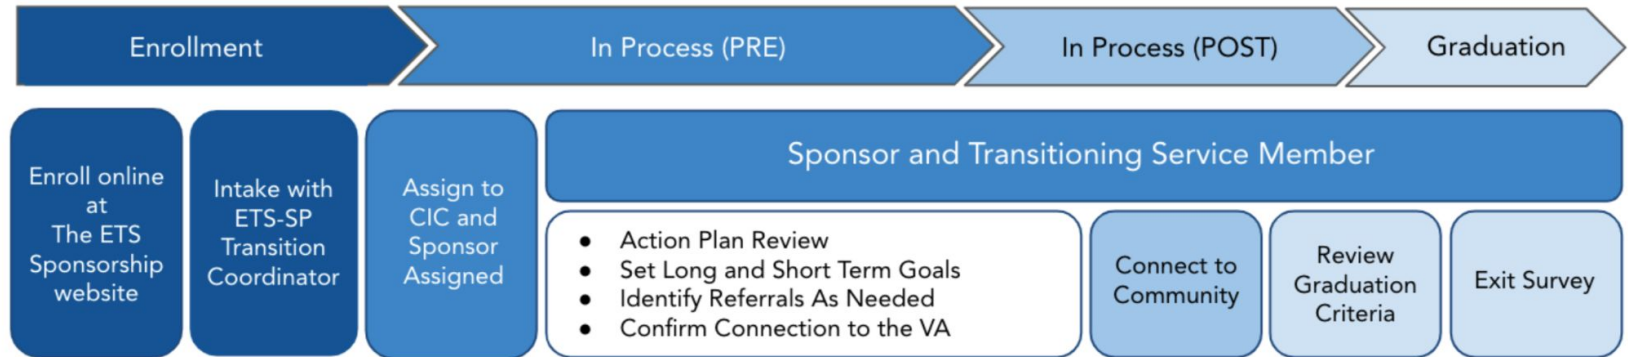 Enrollment
In Process (PRE)
In Process (POST)
Graduation
Enroll online
at
The ETS
Sponsorship
website
Intake with
ETS-SP
Transition
Coordinator
Assign to
CIC and
Sponsor
Assigned
Sponsor and Transitioning Service Member
● Action Plan Review
● Set Long and Short Term Goals
● Identify Referrals As Needed
● Confirm Connection to the VA
Connect to
Community
Review
Graduation
Criteria
Exit Survey